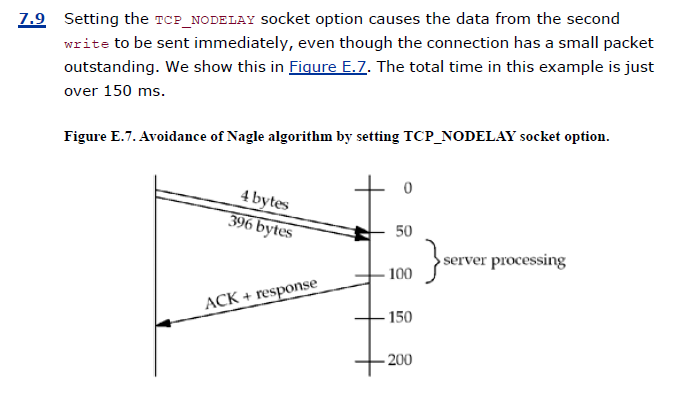 7.9 Setting the TCP_NODELAY socket option causes the data from the second
write to be sent immediately, even though the connection has a small packet
outstanding. We show this in Figure E.7. The total time in this example is just
over 150 ms.
Figure E.7. Avoidance of Nagle algorithm by setting TCP_NODELAY socket option.
0
4 bytes
396 bytes
50
server processing
100
ACK + response
150
200